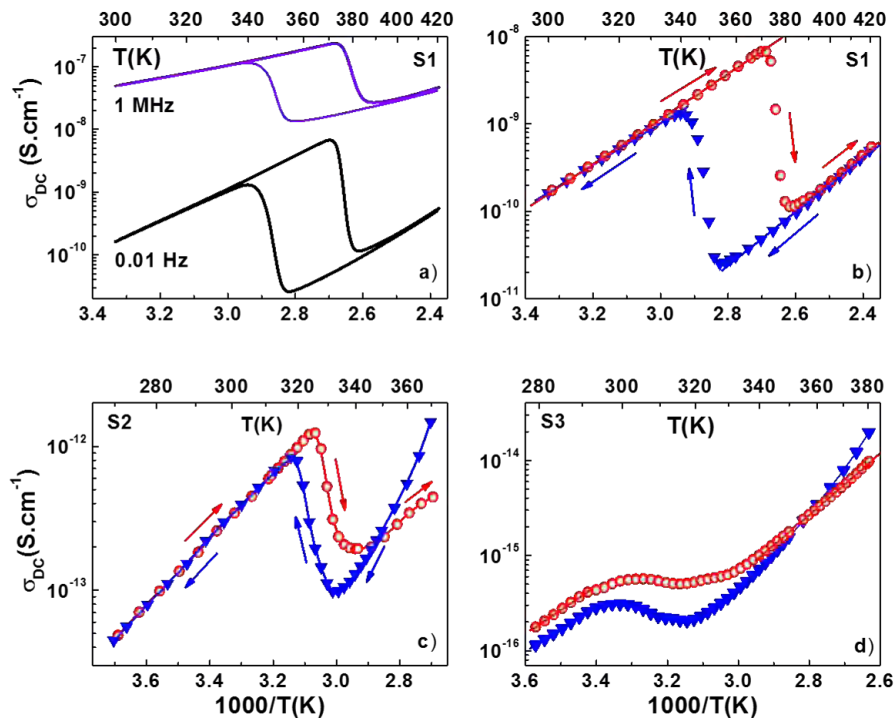 300 320 340 360 380 400 420
T(K)
S1
1 MHz
0.01 Hz
a)
10⁻⁷
10⁻⁸
10⁻⁹
10⁻¹⁰
σDC (S.cm⁻¹)
3.4 3.2 3.0 2.8 2.6 2.4
300 320 340 360 380 400 420
T(K)
S1
b)
10⁻⁸
10⁻⁹
10⁻¹⁰
10⁻¹¹
3.4 3.2 3.0 2.8 2.6 2.4
280 300 320 340 360
S2
T(K)
c)
10⁻¹²
10⁻¹³
σDC (S.cm⁻¹)
3.6 3.4 3.2 3.0 2.8
1000/T(K)
280 300 320 340 360 380
S3
T(K)
d)
10⁻¹⁴
10⁻¹⁵
10⁻¹⁶
3.6 3.4 3.2 3.0 2.8 2.6
1000/T(K)